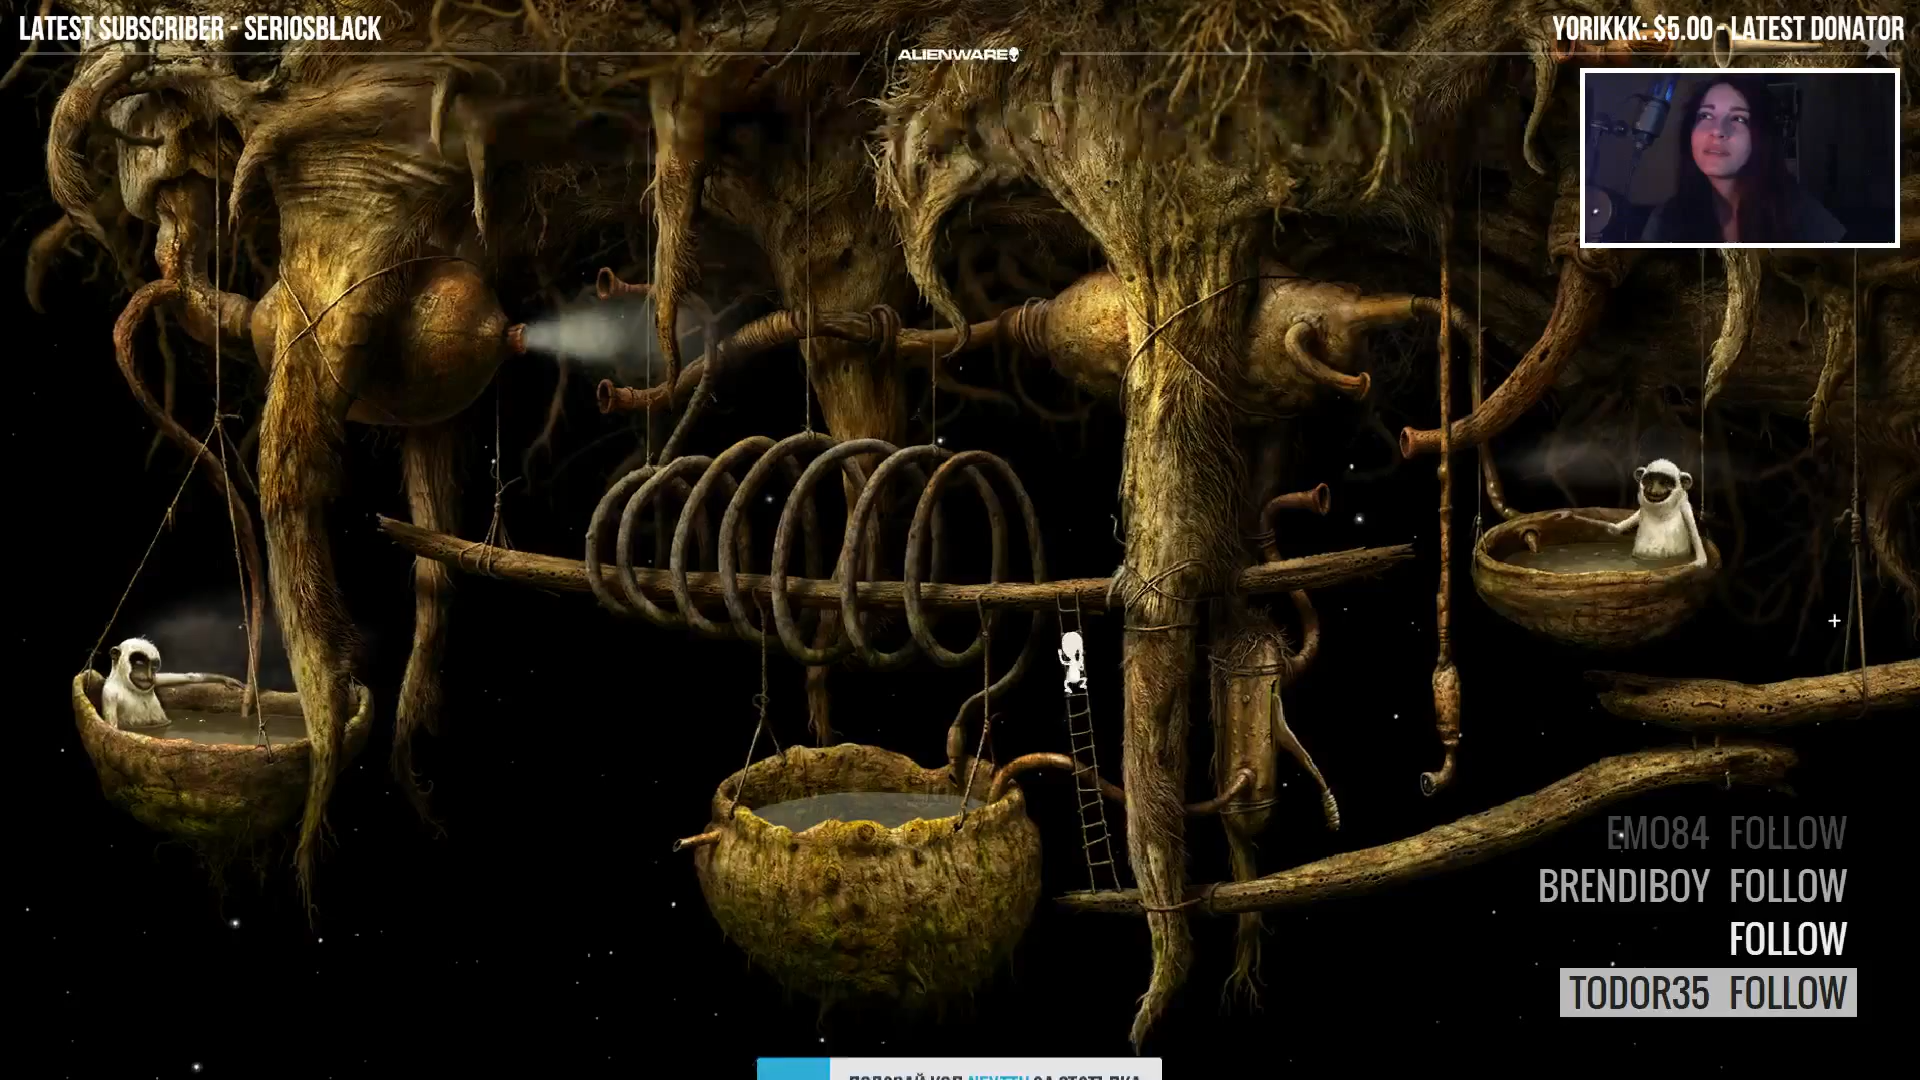 LATEST SUBSCRIBER - SERIOSBLACK
ALIENWARE
YORIKKK: $5.00 - LATEST DONATOR
EMO84 FOLLOW
BRENDIBOY FOLLOW
FOLLOW
TODOR35 FOLLOW